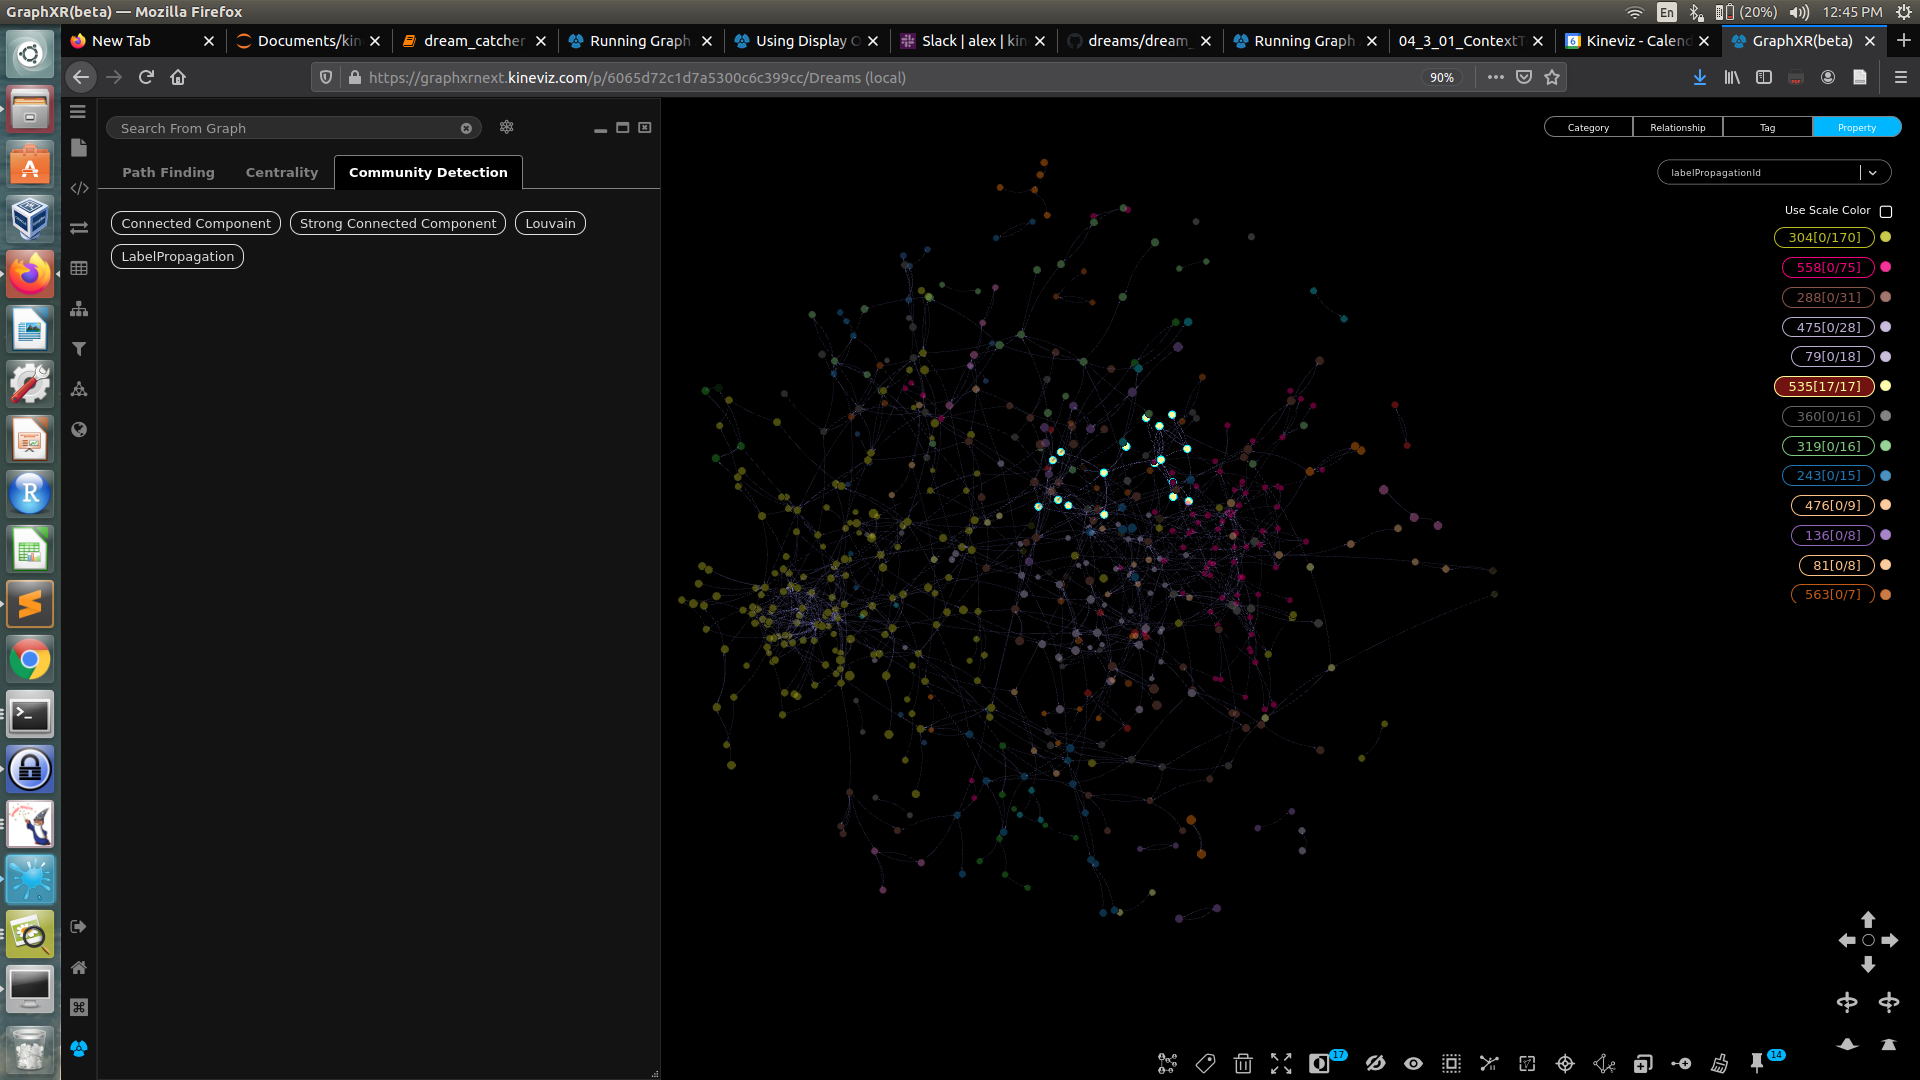 GraphXR(beta) — Mozilla Firefox
En (20%) 12:45 PM
New Tab
Documents/kin
dream_catcher
Running Graph
Using Display O
Slack | alex | kin
dreams/dream_
Running Graph
04_3_01_ContextT
Kineviz - Calend
GraphXR(beta)
https://graphxrnext.kineviz.com/p/6065d72c1d7a5300c6c399cc/Dreams (local)
90%
Search From Graph
Category Relationship Tag Property
Path Finding Centrality Community Detection
labelPropagationId
Use Scale Color
Connected Component Strong Connected Component Louvain
LabelPropagation
304[0/170]
558[0/75]
288[0/31]
475[0/28]
79[0/18]
535[17/17]
360[0/16]
319[0/16]
243[0/15]
476[0/9]
136[0/8]
81[0/8]
563[0/7]
17
14